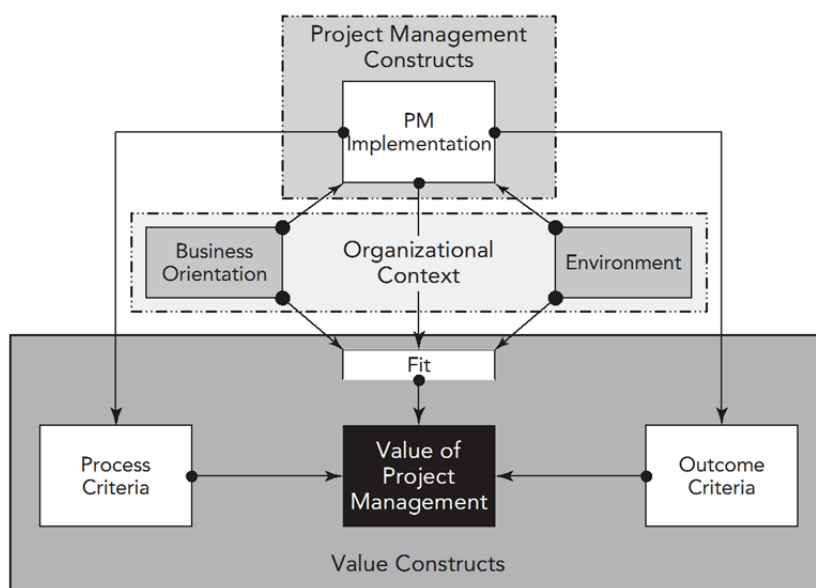 Project Management
Constructs
PM
Implementation
Business
Orientation
Organizational
Context
Environment
Fit
Process
Criteria
Value of
Project
Management
Outcome
Criteria
Value Constructs